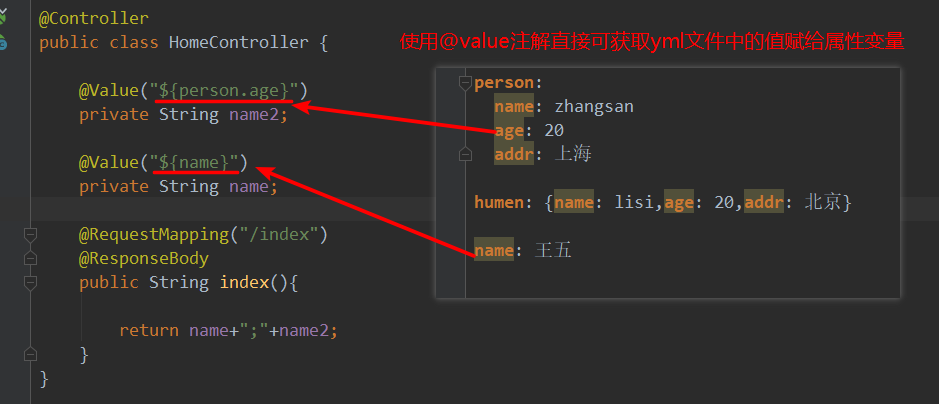 @Controller
public class HomeController {
使用@value注解直接可获取yml文件中的值赋给属性变量
@Value("${person.age}")
private String name2;
@Value("${name}")
private String name;
@RequestMapping("/index")
@ResponseBody
public String index(){
return name+";"+name2;
}
}
person:
name: zhangsan
age: 20
addr: 上海
humen: {name: lisi,age: 20,addr: 北京}
name: 王五